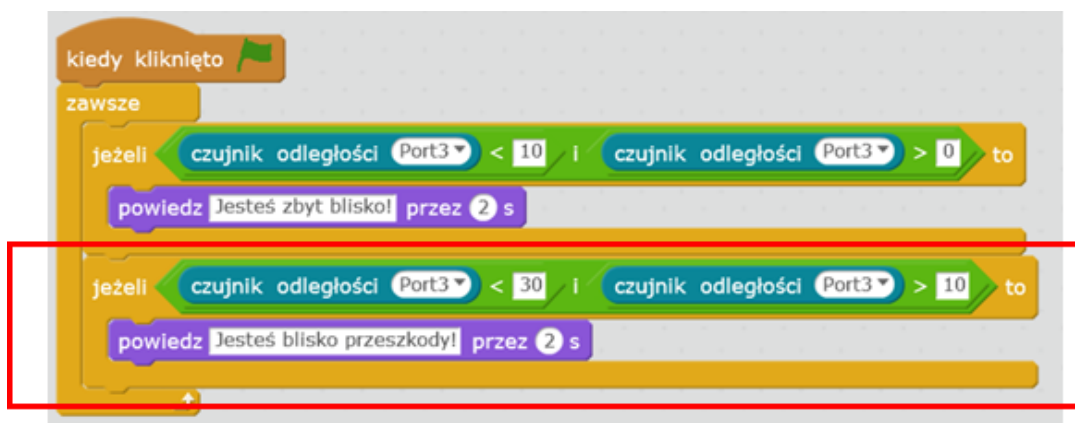 kiedy kliknięto
zawsze
jeżeli czujnik odległości Port3 < 10 i czujnik odległości Port3 > 0 to
powiedz Jesteś zbyt blisko! przez 2 s
jeżeli czujnik odległości Port3 < 30 i czujnik odległości Port3 > 10 to
powiedz Jesteś blisko przeszkody! przez 2 s